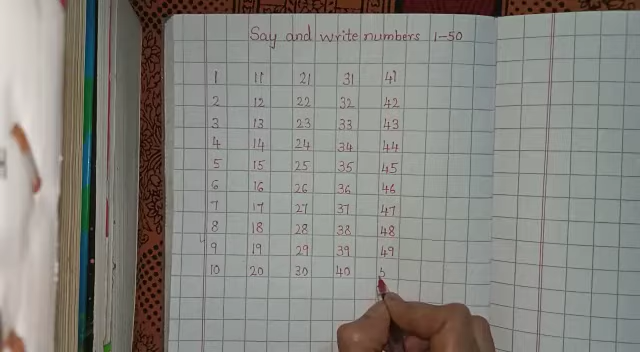 Say and write numbers 1-50
1 11 21 31 41
2 12 22 32 42
3 13 23 33 43
4 14 24 34 44
5 15 25 35 45
6 16 26 36 46
7 17 27 37 47
8 18 28 38 48
9 19 29 39 49
10 20 30 40 5